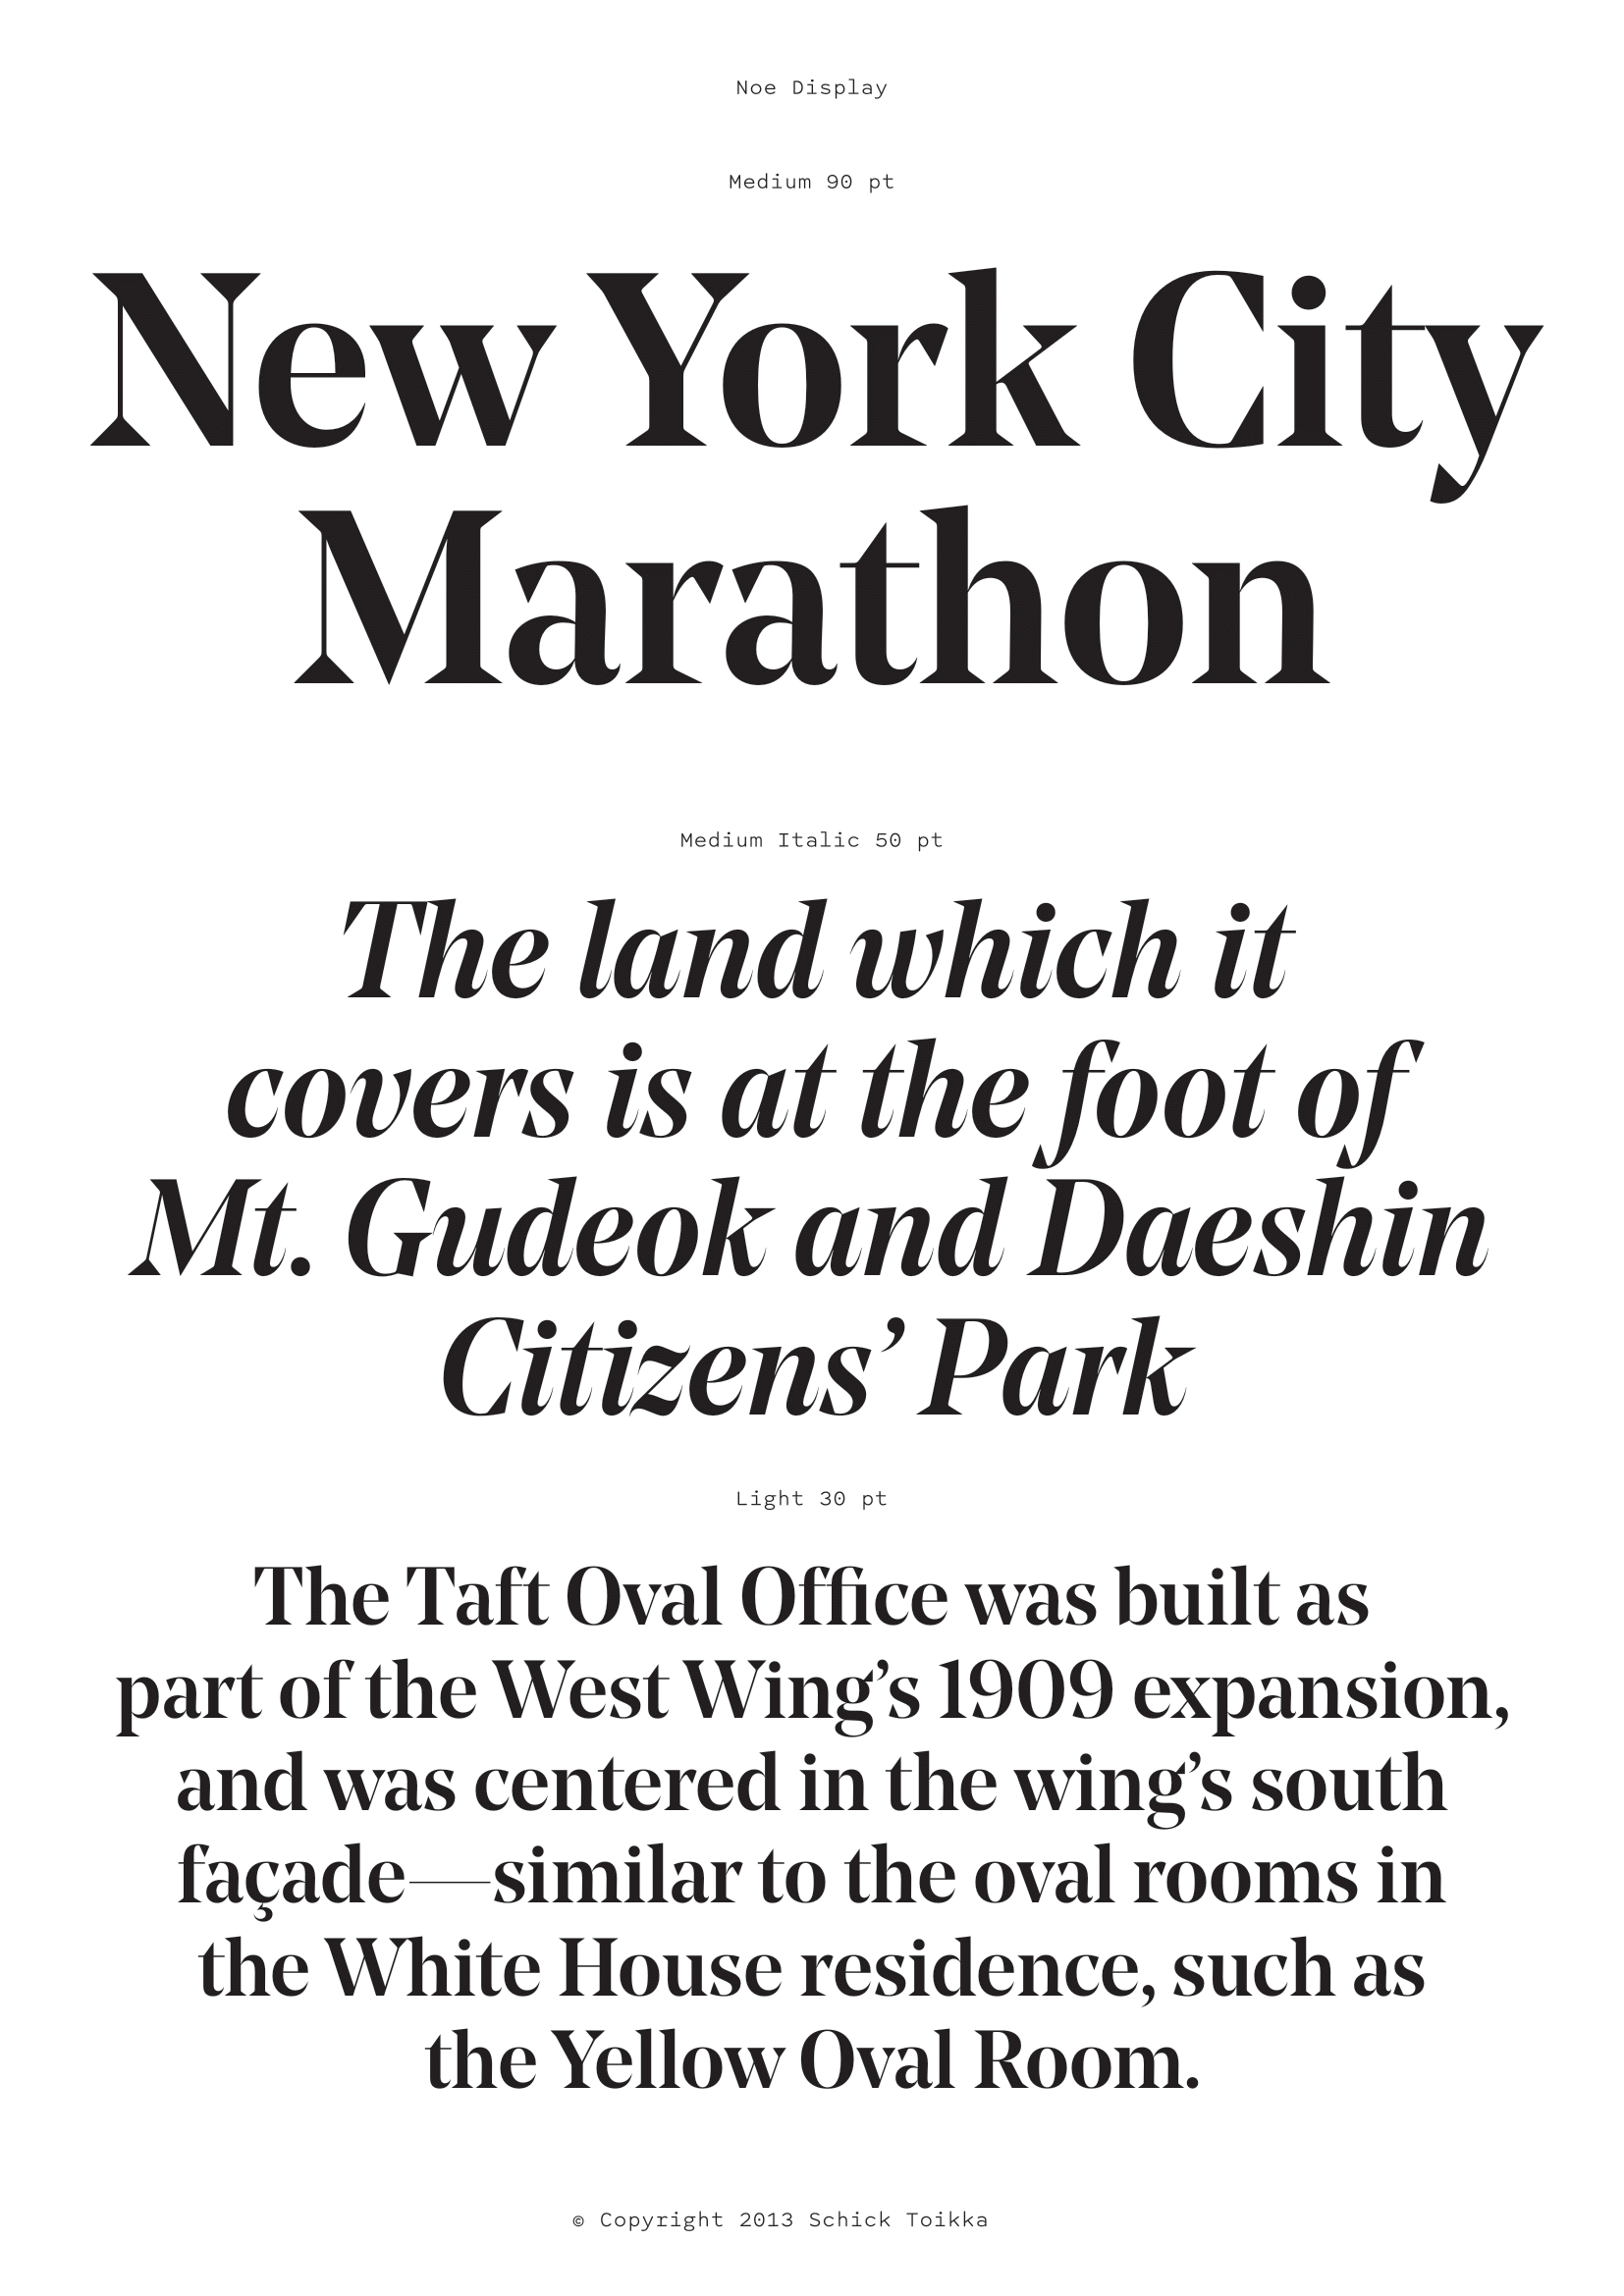 Noe Display
Medium 90 pt
New York City
Marathon
Medium Italic 50 pt
The land which it
covers is at the foot of
Mt. Gudeok and Daeshin
Citizens’ Park
Light 30 pt
The Taft Oval Office was built as
part of the West Wing’s 1909 expansion,
and was centered in the wing’s south
façade—similar to the oval rooms in
the White House residence, such as
the Yellow Oval Room.
© Copyright 2013 Schick Toikka